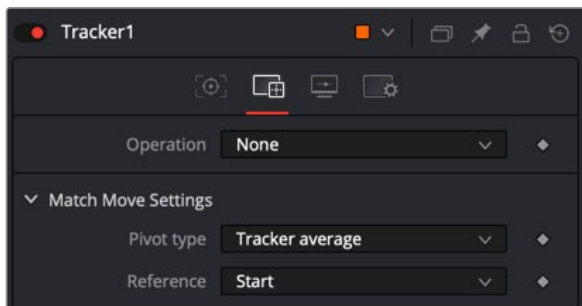 Tracker1
Operation None
Match Move Settings
Pivot type Tracker average
Reference Start